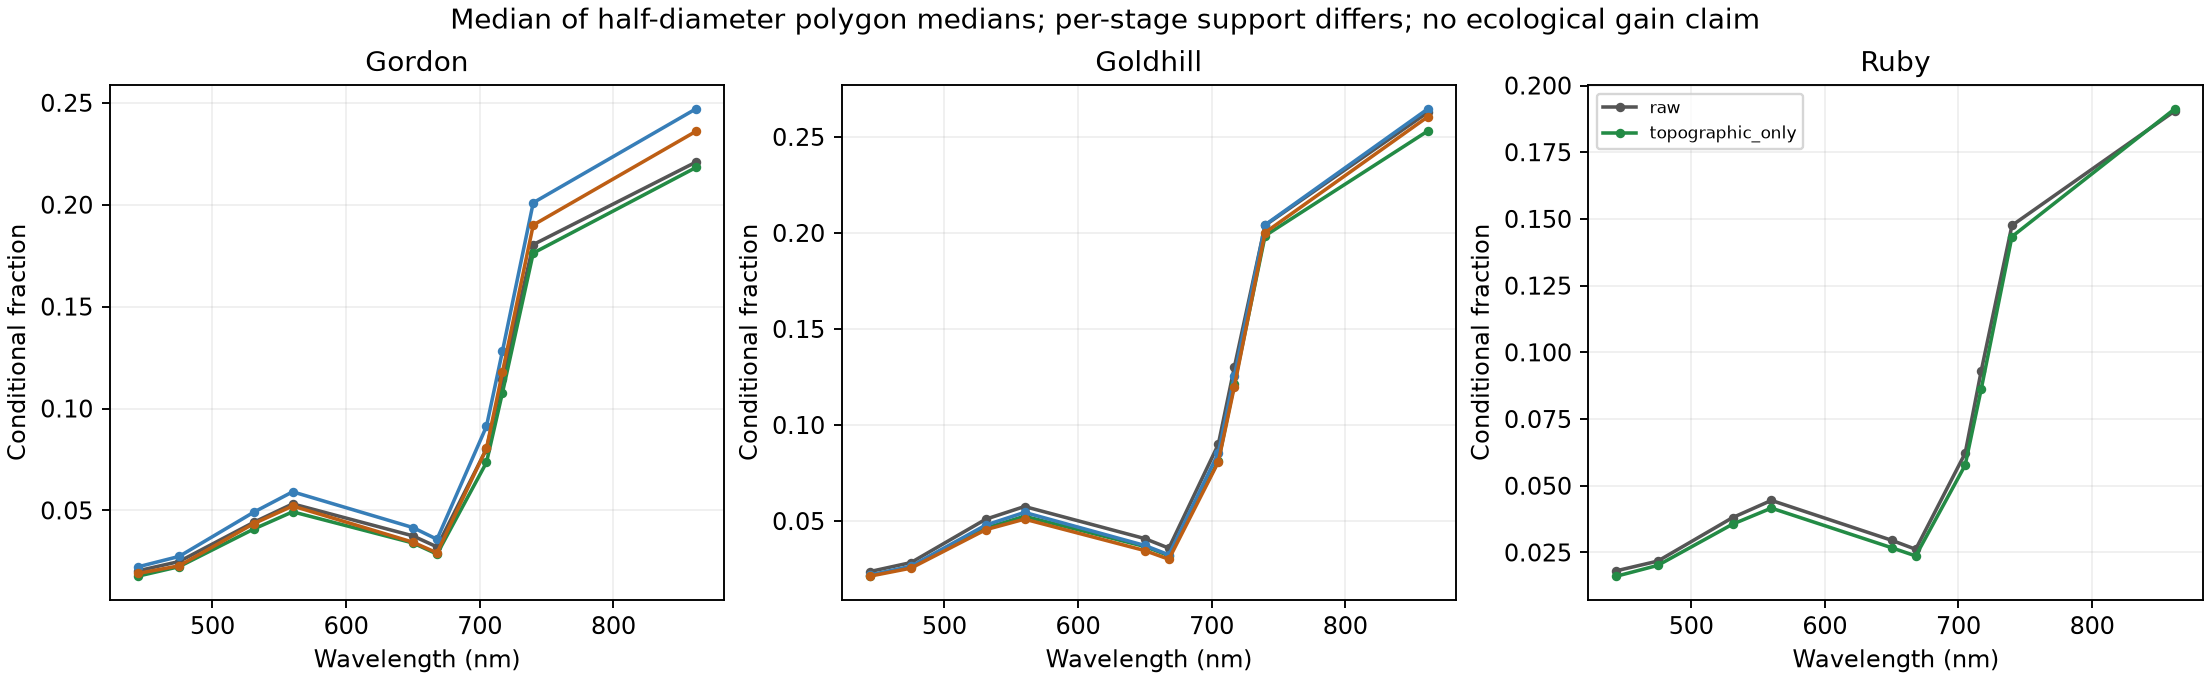 Median of half-diameter polygon medians; per-stage support differs; no ecological gain claim
Gordon
Conditional fraction
0.25
0.20
0.15
0.10
0.05
500 600 700 800
Wavelength (nm)
Goldhill
Conditional fraction
0.25
0.20
0.15
0.10
0.05
500 600 700 800
Wavelength (nm)
Ruby
Conditional fraction
0.200
0.175
0.150
0.125
0.100
0.075
0.050
0.025
raw
topographic_only
500 600 700 800
Wavelength (nm)